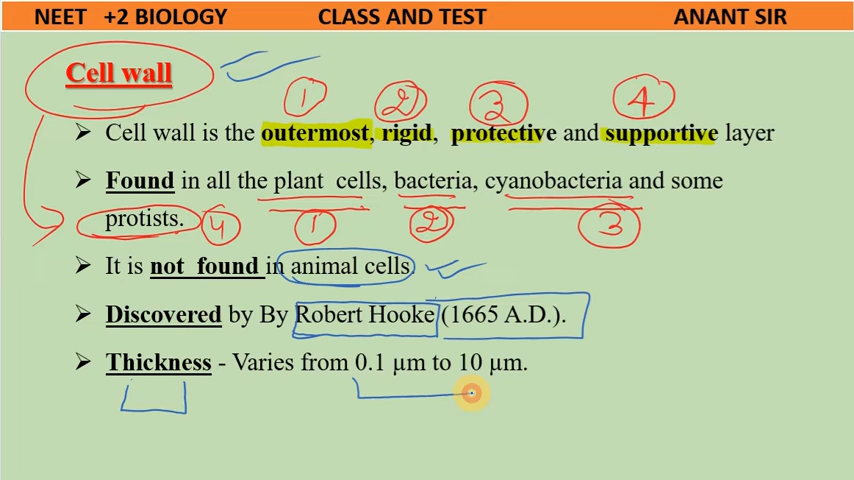 NEET +2 BIOLOGY CLASS AND TEST ANANT SIR
Cell wall
1 2 3 4
➢ Cell wall is the outermost, rigid, protective and supportive layer
➢ Found in all the plant cells, bacteria, cyanobacteria and some
protists. 4 1 2 3
➢ It is not found in animal cells.
➢ Discovered by By Robert Hooke (1665 A.D.).
➢ Thickness - Varies from 0.1 µm to 10 µm.